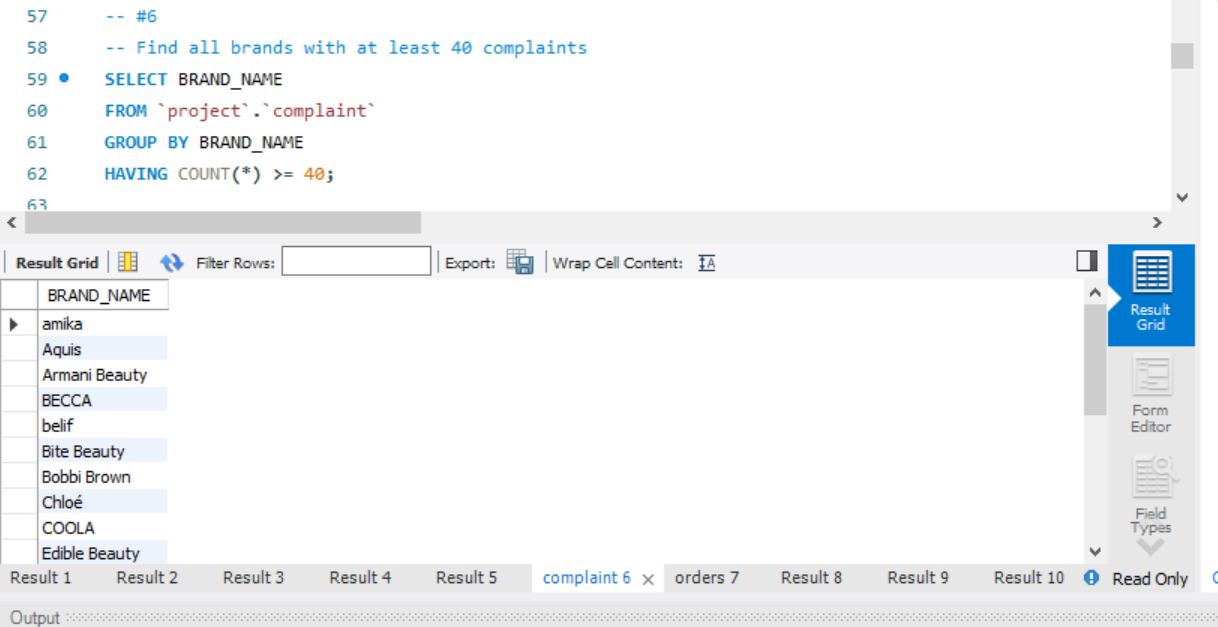 57 -- #6
58 -- Find all brands with at least 40 complaints
59 SELECT BRAND_NAME
60 FROM `project`.`complaint`
61 GROUP BY BRAND_NAME
62 HAVING COUNT(*) >= 40;
63
Result Grid Filter Rows: Export: Wrap Cell Content:
BRAND_NAME
amika
Aquis
Armani Beauty
BECCA
belif
Bite Beauty
Bobbi Brown
Chloé
COOLA
Edible Beauty
Result
Grid
Form
Editor
Field
Types
Result 1 Result 2 Result 3 Result 4 Result 5 complaint 6 orders 7 Result 8 Result 9 Result 10 Read Only
Output